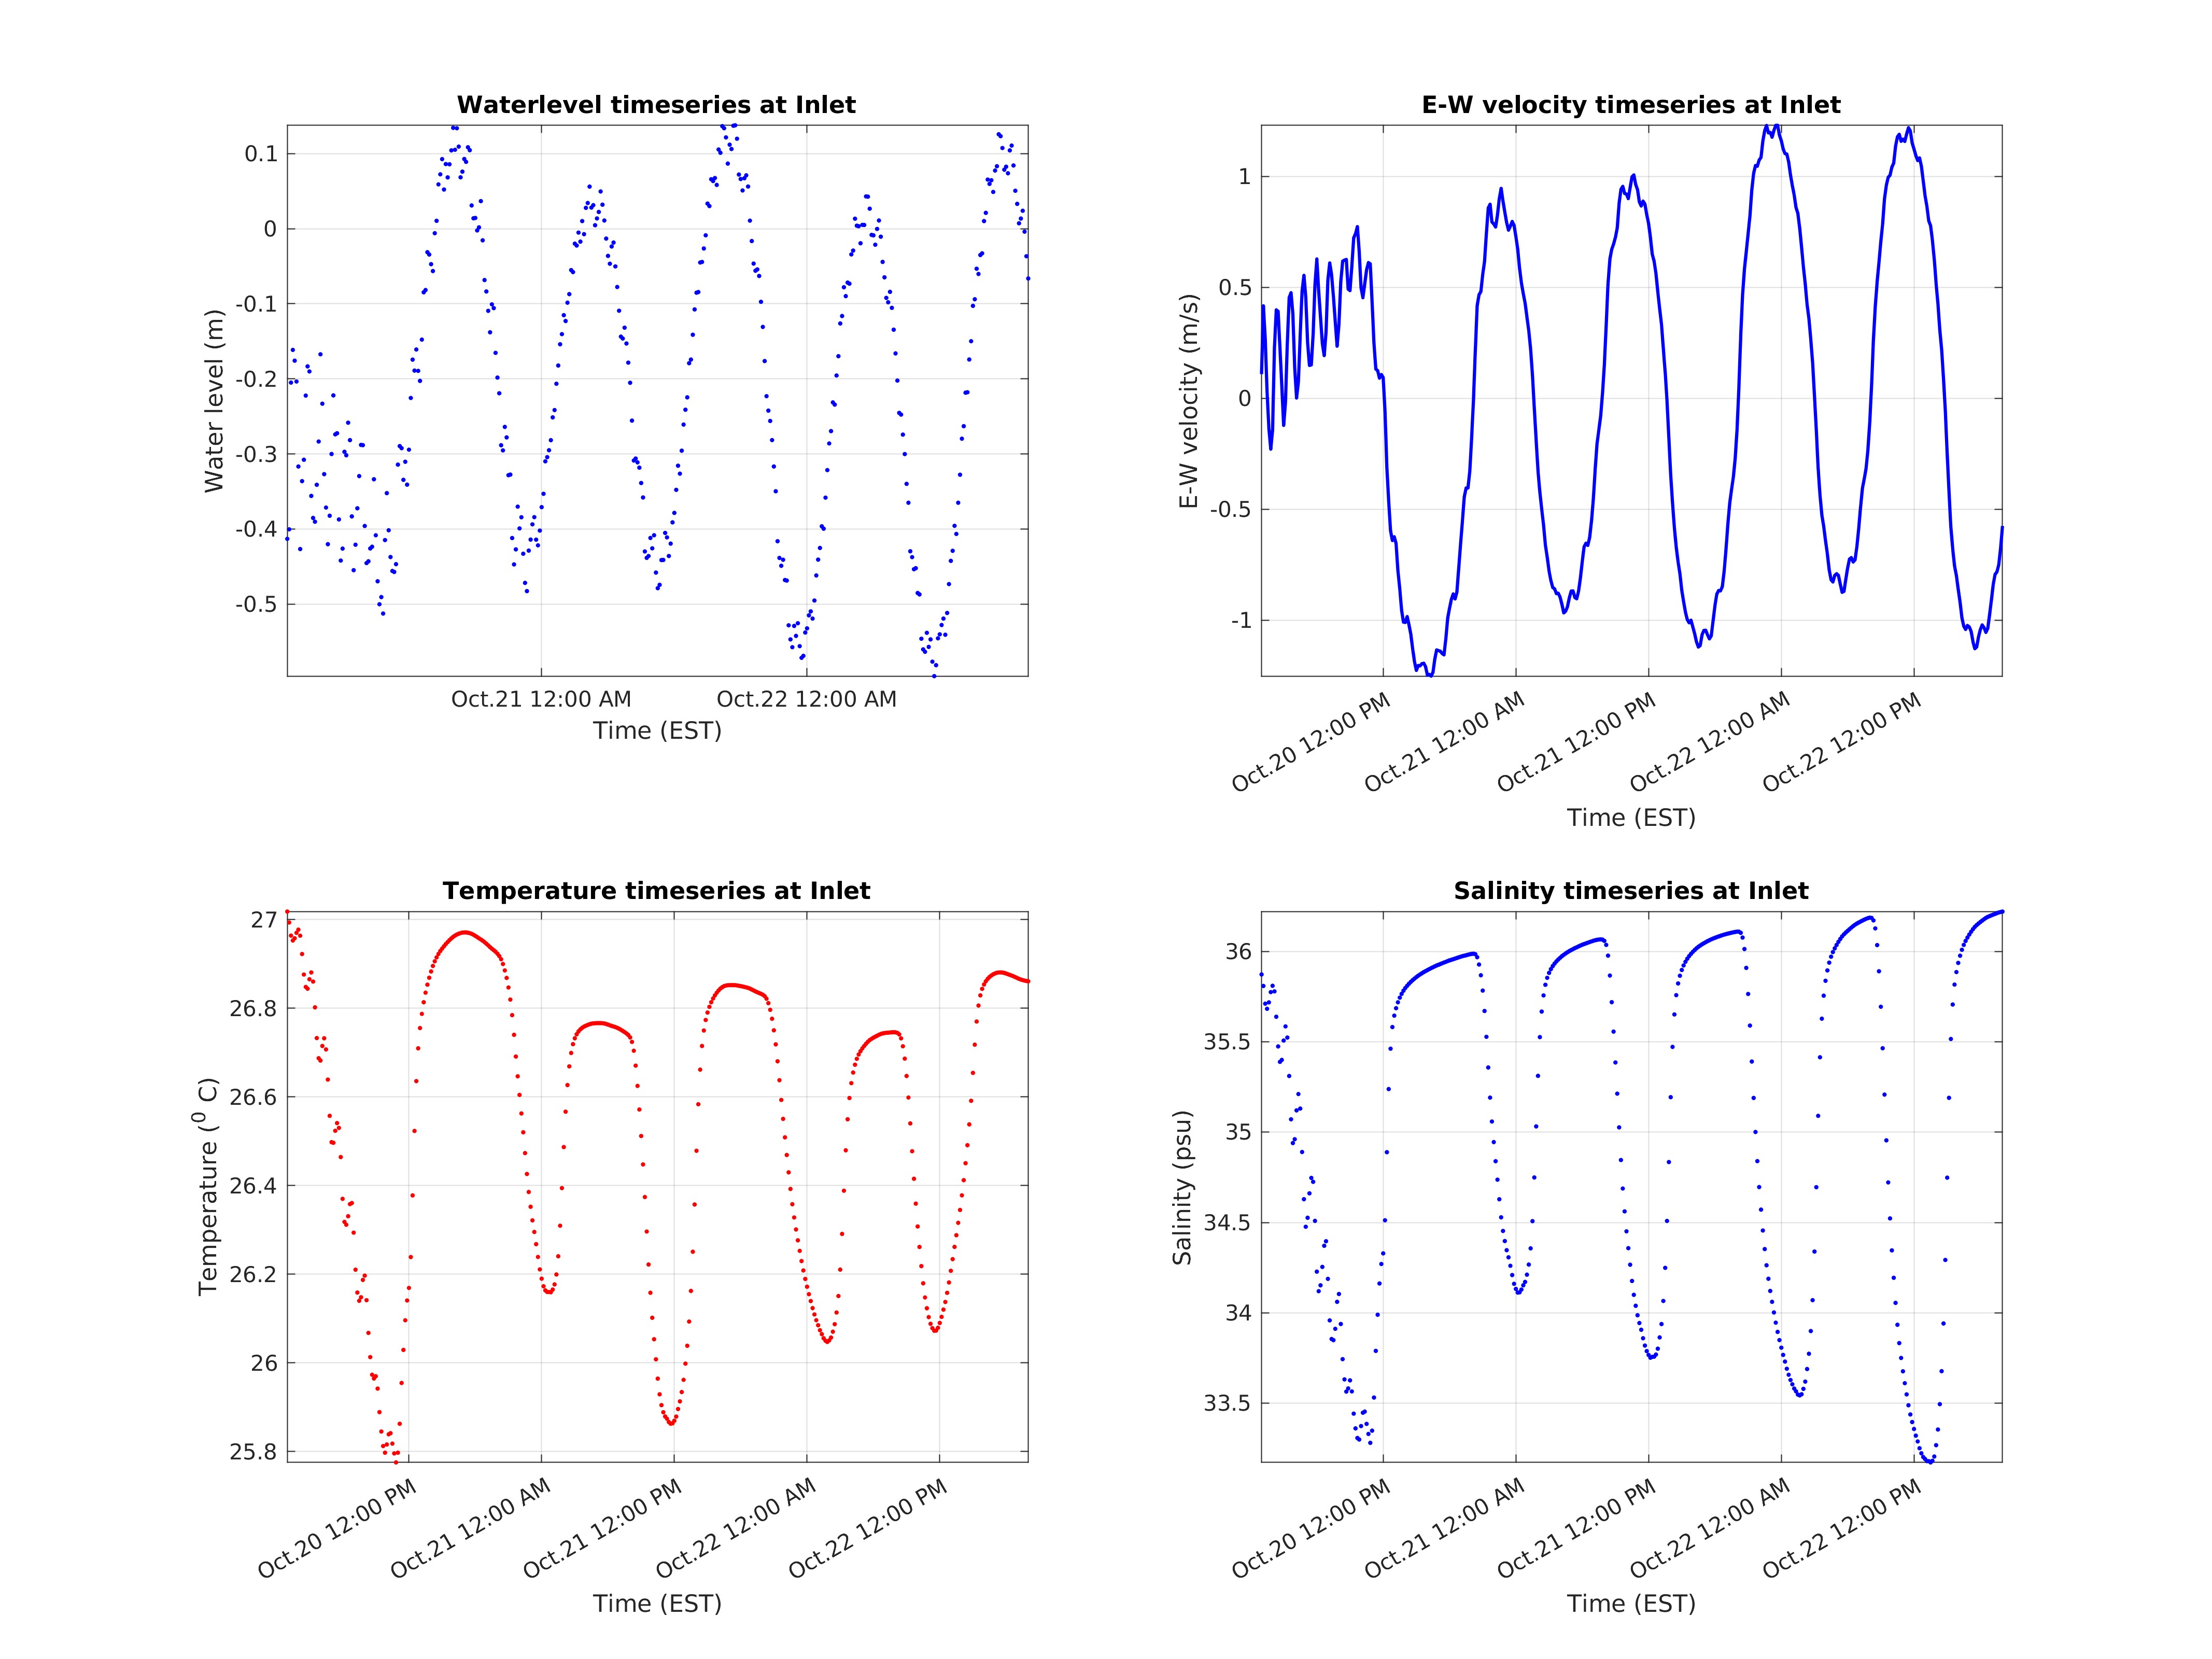 Waterlevel timeseries at Inlet
0.1
0
-0.1
-0.2
-0.3
-0.4
-0.5
Water level (m)
Oct.21 12:00 AM
Oct.22 12:00 AM
Time (EST)
E-W velocity timeseries at Inlet
1
0.5
0
-0.5
-1
E-W velocity (m/s)
Oct.20 12:00 PM
Oct.21 12:00 AM
Oct.21 12:00 PM
Oct.22 12:00 AM
Oct.22 12:00 PM
Time (EST)
Temperature timeseries at Inlet
27
26.8
26.6
26.4
26.2
26
25.8
Temperature (⁰ C)
Oct.20 12:00 PM
Oct.21 12:00 AM
Oct.21 12:00 PM
Oct.22 12:00 AM
Oct.22 12:00 PM
Time (EST)
Salinity timeseries at Inlet
36
35.5
35
34.5
34
33.5
Salinity (psu)
Oct.20 12:00 PM
Oct.21 12:00 AM
Oct.21 12:00 PM
Oct.22 12:00 AM
Oct.22 12:00 PM
Time (EST)